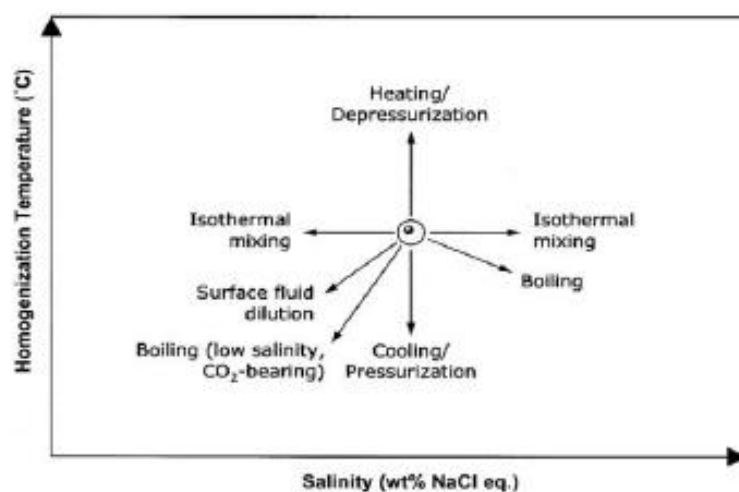 Homogenization Temperature (°C)
Heating/
Depressurization
Isothermal
mixing
Isothermal
mixing
Surface fluid
dilution
Boiling
Boiling (low salinity,
CO₂-bearing)
Cooling/
Pressurization
Salinity (wt% NaCl eq.)